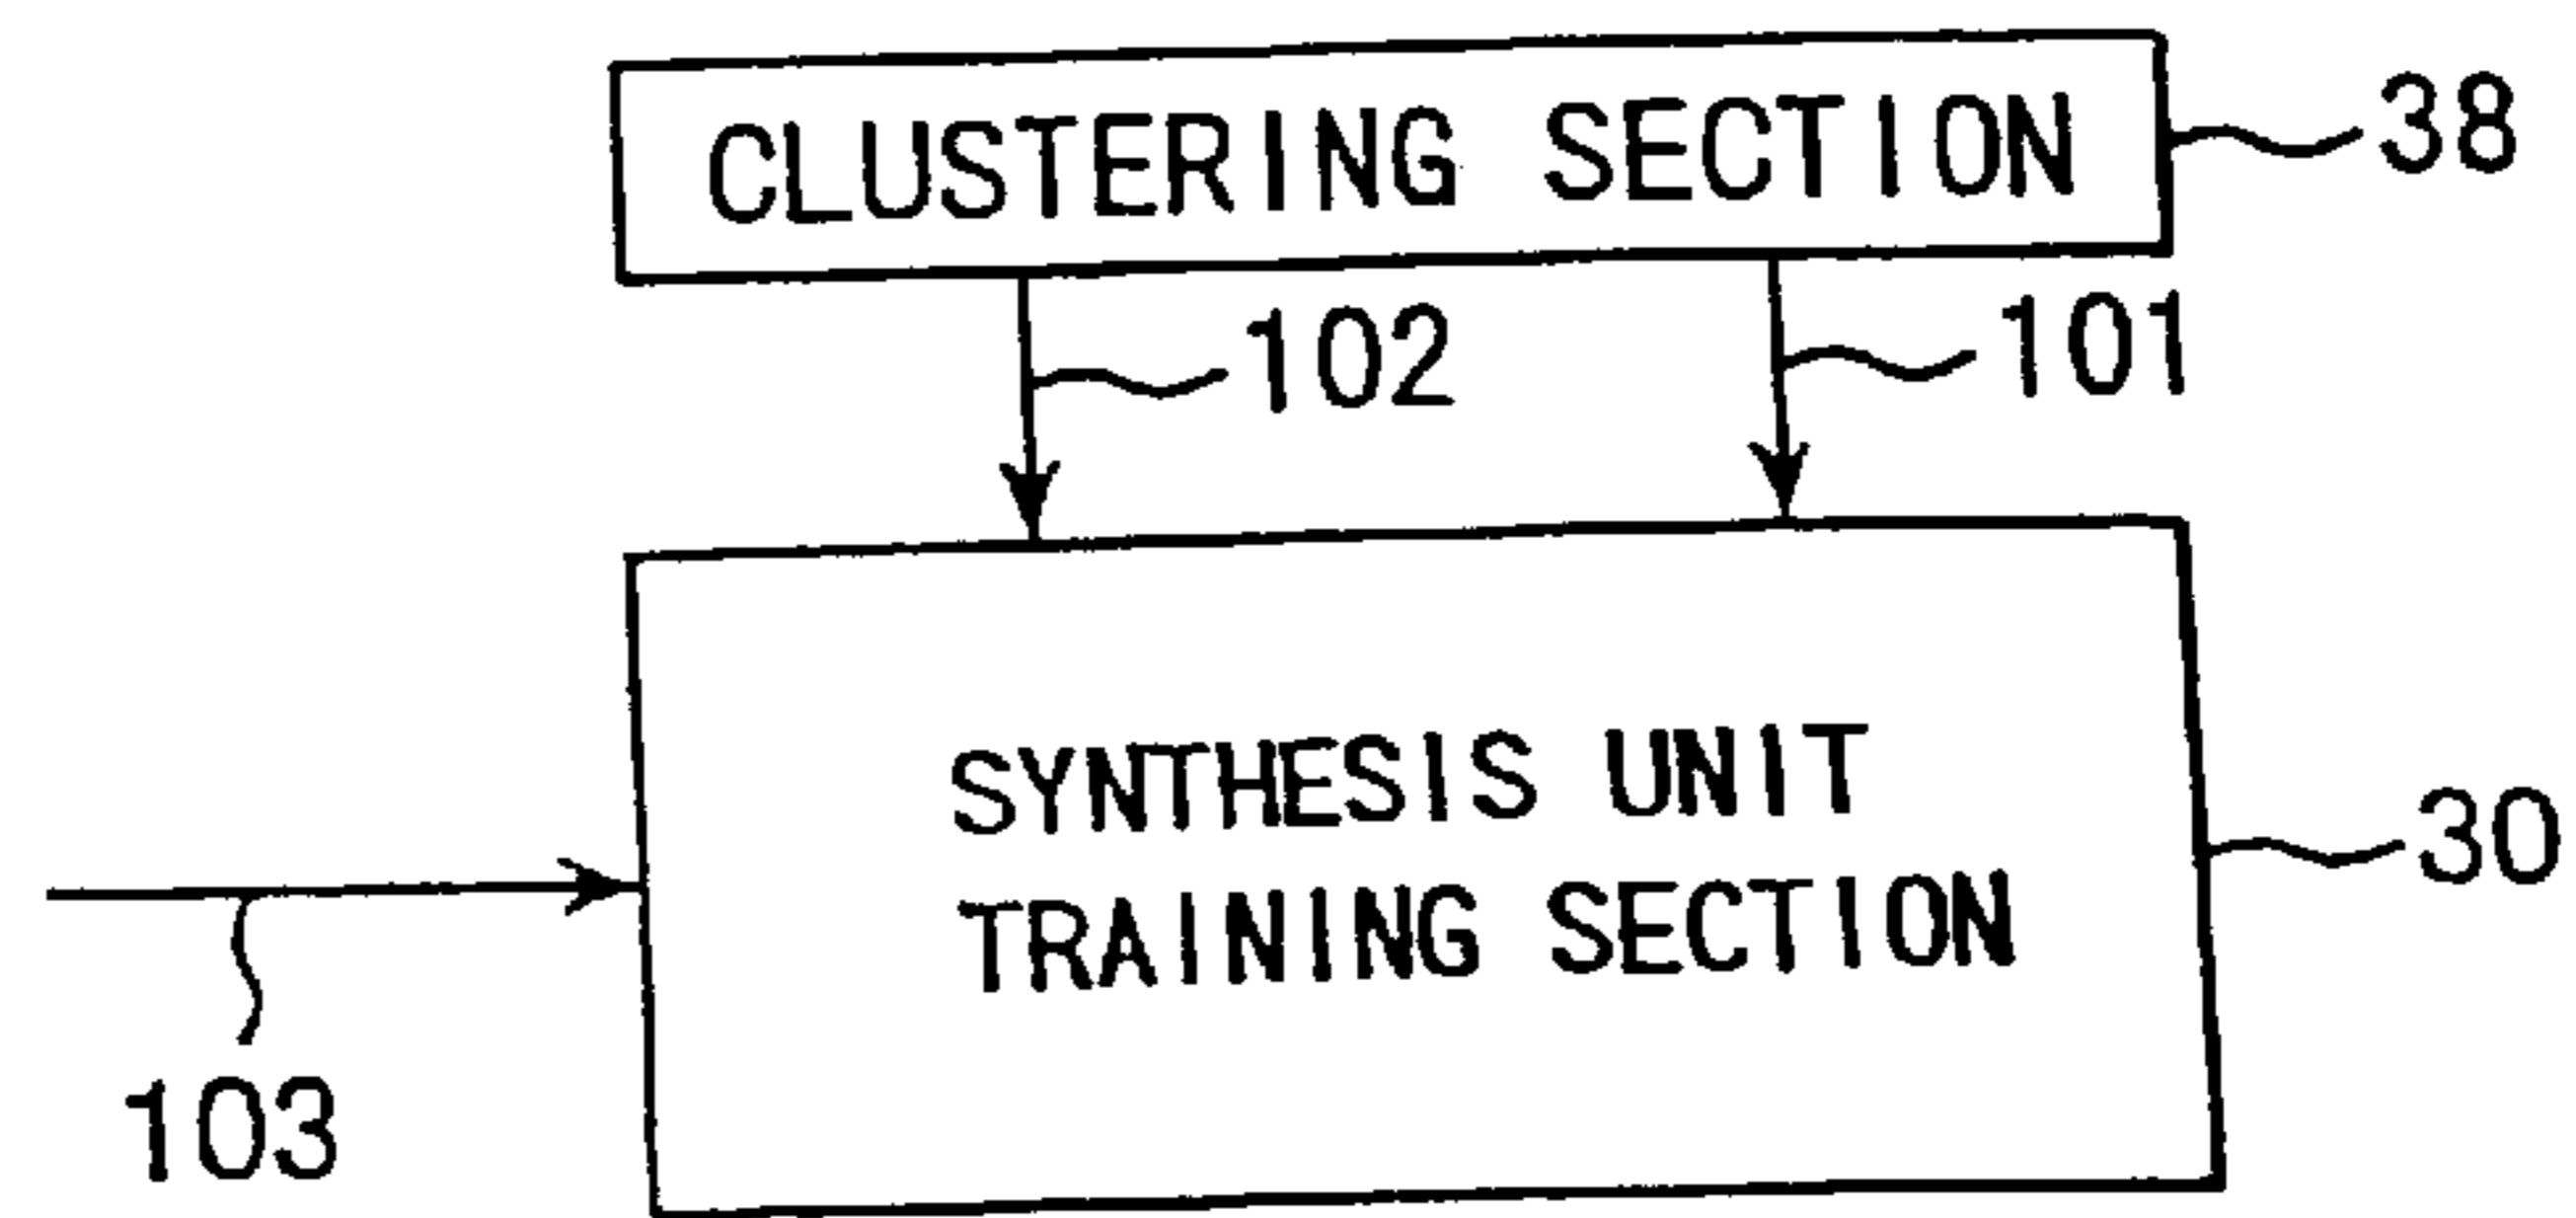 CLUSTERING SECTION
38
102
101
SYNTHESIS UNIT
TRAINING SECTION
30
103